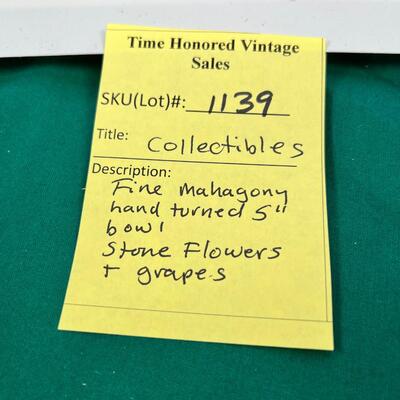 Time Honored Vintage
Sales
SKU(Lot)#: 1139
Title: Collectibles
Description:
Fine Mahagony
hand turned 5"
bowl
Stone Flowers
+ grapes